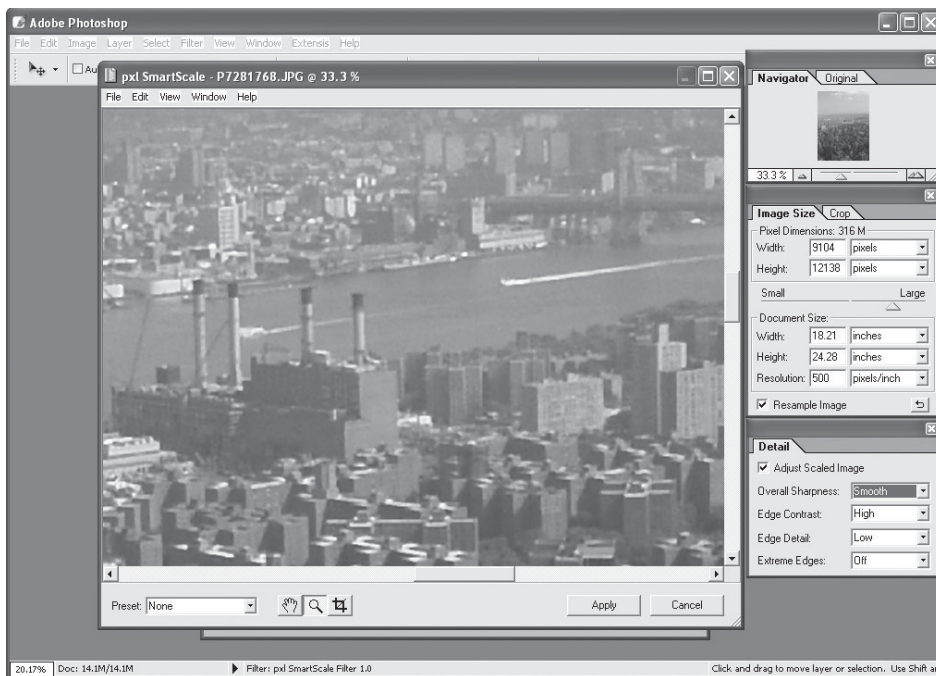 Adobe Photoshop
File Edit Image Layer Select Filter View Window Extensis Help
Au
pxl SmartScale - P7281768.JPG @ 33.3 %
File Edit View Window Help
Navigator Original
33.3 %
Image Size Crop
Pixel Dimensions: 316 M
Width: 9104 pixels
Height: 12138 pixels
Small Large
Document Size:
Width: 18.21 inches
Height: 24.28 inches
Resolution: 500 pixels/inch
Resample Image
Detail
Adjust Scaled Image
Overall Sharpness: Smooth
Edge Contrast: High
Edge Detail: Low
Extreme Edges: Off
Preset: None Apply Cancel
20.17% Doc: 14.1M/14.1M Filter: pxl SmartScale Filter 1.0 Click and drag to move layer or selection. Use Shift an